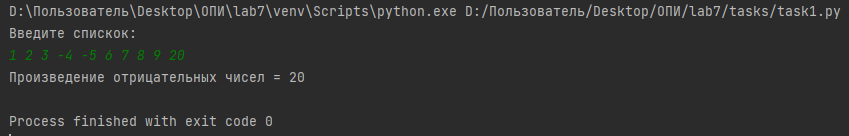 D:\Пользователь\Desktop\ОПИ\lab7\venv\Scripts\python.exe D:/Пользователь/Desktop/ОПИ/lab7/tasks/task1.py
Введите спискок:
1 2 3 -4 -5 6 7 8 9 20
Произведение отрицательных чисел = 20
Process finished with exit code 0